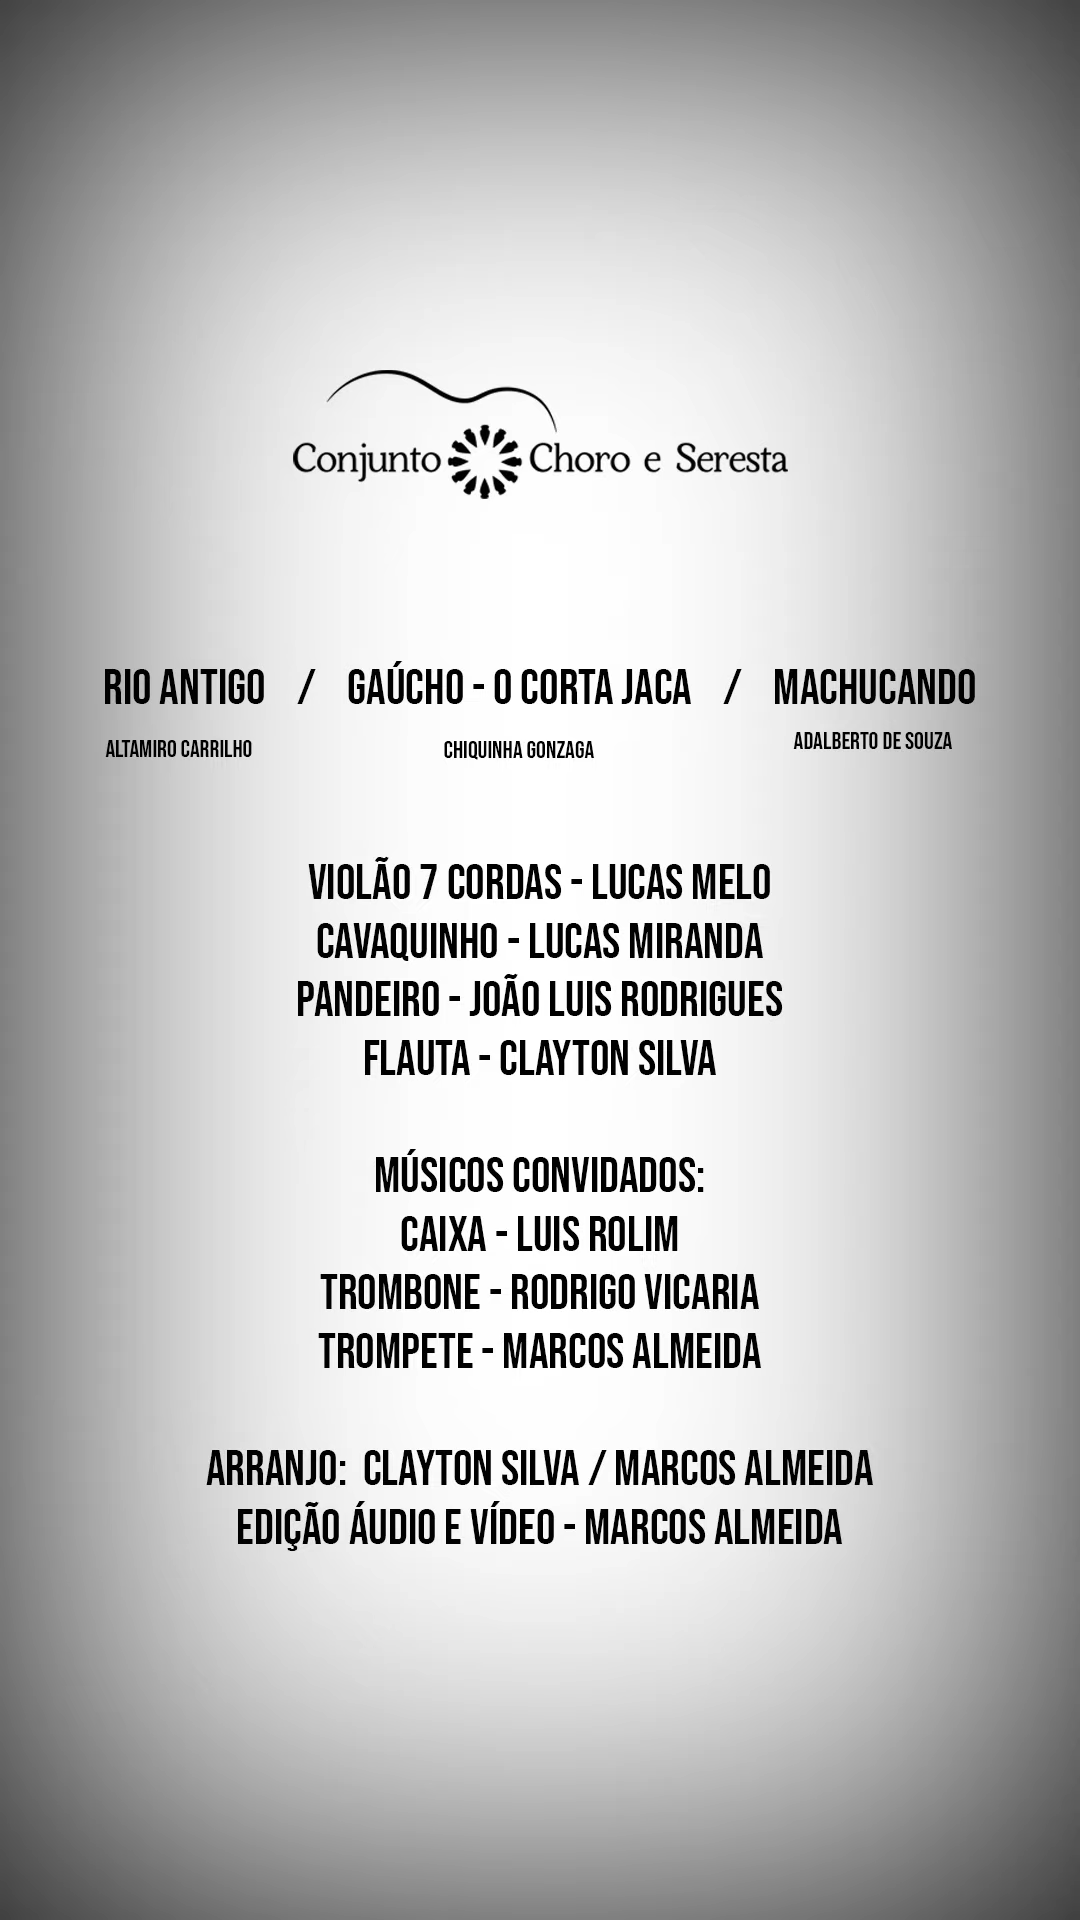 Conjunto Choro e Seresta
RIO ANTIGO / GAÚCHO - O CORTA JACA / MACHUCANDO
ALTAMIRO CARRILHO CHIQUINHA GONZAGA ADALBERTO DE SOUZA
VIOLÃO 7 CORDAS - LUCAS MELO
CAVAQUINHO - LUCAS MIRANDA
PANDEIRO - JOÃO LUIS RODRIGUES
FLAUTA - CLAYTON SILVA
MÚSICOS CONVIDADOS:
CAIXA - LUIS ROLIM
TROMBONE - RODRIGO VICARIA
TROMPETE - MARCOS ALMEIDA
ARRANJO: CLAYTON SILVA / MARCOS ALMEIDA
EDIÇÃO ÁUDIO E VÍDEO - MARCOS ALMEIDA